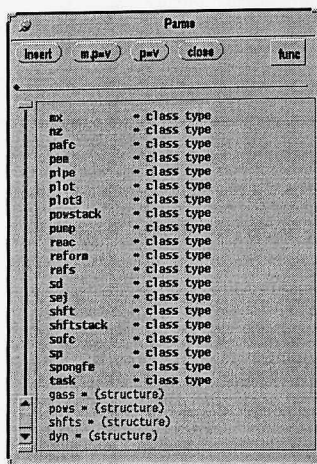 Parms
Insert m.p=v p=v close func
mx = class type
nz = class type
pafc = class type
pem = class type
pipe = class type
plot = class type
plot3 = class type
powstack = class type
pump = class type
reac = class type
reform = class type
refs = class type
sd = class type
sej = class type
shft = class type
shftstack = class type
sofc = class type
sp = class type
spongfe = class type
task = class type
gass = (structure)
pows = (structure)
shfts = (structure)
dyn = (structure)